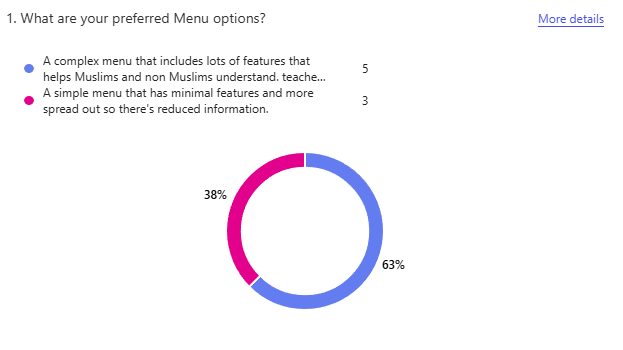 1. What are your preferred Menu options?
More details
A complex menu that includes lots of features that
helps Muslims and non Muslims understand. teache...
5
A simple menu that has minimal features and more
spread out so there's reduced information.
3
38%
63%